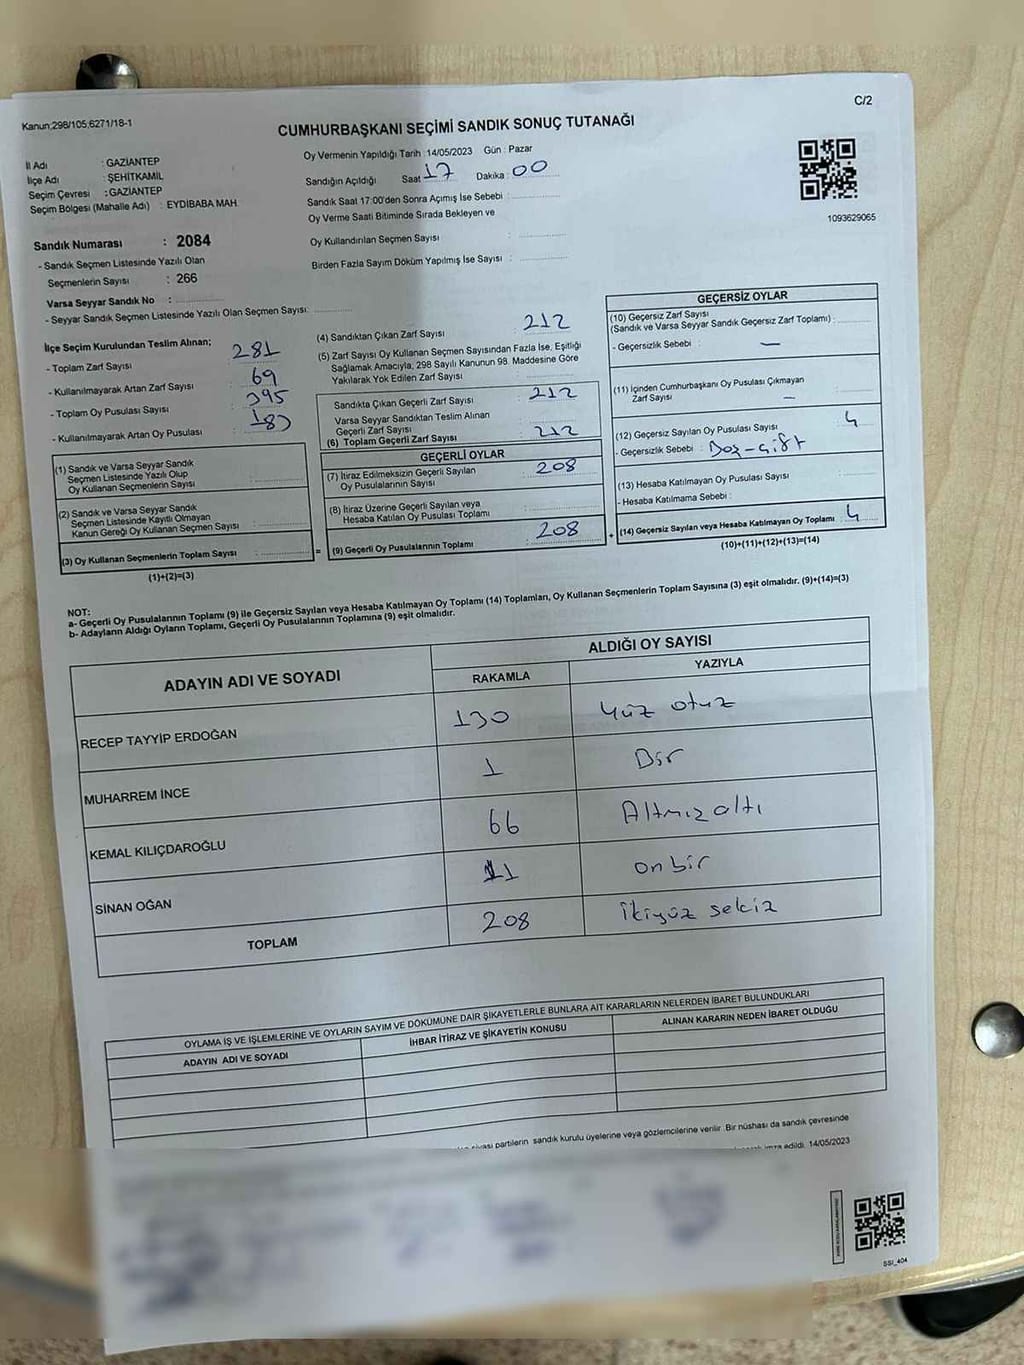 C/2
Kanun;298/105;6271/18-1
CUMHURBAŞKANI SEÇİMİ SANDIK SONUÇ TUTANAĞI
İl Adı : GAZİANTEP
İlçe Adı : ŞEHİTKAMİL
Seçim Çevresi : GAZİANTEP
Seçim Bölgesi (Mahalle Adı) : EYDİBABA MAH.
Sandık Numarası : 2084
- Sandık Seçmen Listesinde Yazılı Olan
Seçmenlerin Sayısı : 266
Varsa Seyyar Sandık No :
- Seyyar Sandık Seçmen Listesinde Yazılı Olan Seçmen Sayısı:
Oy Vermenin Yapıldığı Tarih :14/05/2023 Gün : Pazar
Sandığın Açıldığı Saat 17 Dakika : 00
Sandık Saat 17:00'den Sonra Açımış İse Sebebi :
Oy Verme Saati Bitiminde Sırada Bekleyen ve
Oy Kullandırılan Seçmen Sayısı :
Birden Fazla Sayım Döküm Yapılmış İse Sayısı :
1093629065
İlçe Seçim Kurulundan Teslim Alınan;
- Toplam Zarf Sayısı : 281
- Kullanılmayarak Artan Zarf Sayısı : 69
- Toplam Oy Pusulası Sayısı : 395
- Kullanılmayarak Artan Oy Pusulası : 183
(1) Sandık ve Varsa Seyyar Sandık
Seçmen Listesinde Yazılı Olup
Oy Kullanan Seçmenlerin Sayısı :
(2) Sandık ve Varsa Seyyar Sandık
Seçmen Listesinde Kayıtlı Olmayan
Kanun Gereği Oy Kullanan Seçmen Sayısı :
(3) Oy Kullanan Seçmenlerin Toplam Sayısı : =
(1)+(2)=(3)
(4) Sandıktan Çıkan Zarf Sayısı : 212
(5) Zarf Sayısı Oy Kullanan Seçmen Sayısından Fazla İse, Eşitliği
Sağlamak Amacıyla, 298 Sayılı Kanunun 98. Maddesine Göre
Yakılarak Yok Edilen Zarf Sayısı :
Sandıkta Çıkan Geçerli Zarf Sayısı : 212
Varsa Seyyar Sandıktan Teslim Alınan
Geçerli Zarf Sayısı :
(6) Toplam Geçerli Zarf Sayısı : 212
GEÇERLİ OYLAR
(7) İtiraz Edilmeksizin Geçerli Sayılan
Oy Pusulalarının Sayısı : 208
(8) İtiraz Üzerine Geçerli Sayılan veya
Hesaba Katılan Oy Pusulası Toplamı :
(9) Geçerli Oy Pusulalarının Toplamı : 208 +
GEÇERSİZ OYLAR
(10) Geçersiz Zarf Sayısı
(Sandık ve Varsa Seyyar Sandık Geçersiz Zarf Toplamı) :
- Geçersizlik Sebebi : —
(11) İçinden Cumhurbaşkanı Oy Pusulası Çıkmayan
Zarf Sayısı : —
(12) Geçersiz Sayılan Oy Pusulası Sayısı : 4
- Geçersizlik Sebebi : Boş-Çift
(13) Hesaba Katılmayan Oy Pusulası Sayısı :
- Hesaba Katılmama Sebebi :
(14) Geçersiz Sayılan veya Hesaba Katılmayan Oy Toplamı : 4
(10)+(11)+(12)+(13)=(14)
NOT:
a- Geçerli Oy Pusulalarının Toplamı (9) ile Geçersiz Sayılan veya Hesaba Katılmayan Oy Toplamı (14) Toplamları, Oy Kullanan Seçmenlerin Toplam Sayısına (3) eşit olmalıdır. (9)+(14)=(3)
b- Adayların Aldığı Oyların Toplamı, Geçerli Oy Pusulalarının Toplamına (9) eşit olmalıdır.
ADAYIN ADI VE SOYADI
ALDIĞI OY SAYISI
RAKAMLA YAZIYLA
RECEP TAYYİP ERDOĞAN 130 Yüz otuz
MUHARREM İNCE 1 Bir
KEMAL KILIÇDAROĞLU 66 Altmış altı
SİNAN OĞAN 11 on bir
TOPLAM 208 İkiyüz sekiz
OYLAMA İŞ VE İŞLEMLERİNE VE OYLARIN SAYIM VE DÖKÜMÜNE DAİR ŞİKAYETLERLE BUNLARA AİT KARARLARIN NELERDEN İBARET BULUNDUKLARI
ADAYIN ADI VE SOYADI İHBAR İTİRAZ VE ŞİKAYETİN KONUSU ALINAN KARARIN NEDEN İBARET OLDUĞU
siyasi partilerin sandık kurulu üyelerine veya gözlemcilerine verilir. Bir nüshası da sandık çevresinde
imza edildi. 14/05/2023
SSI_404